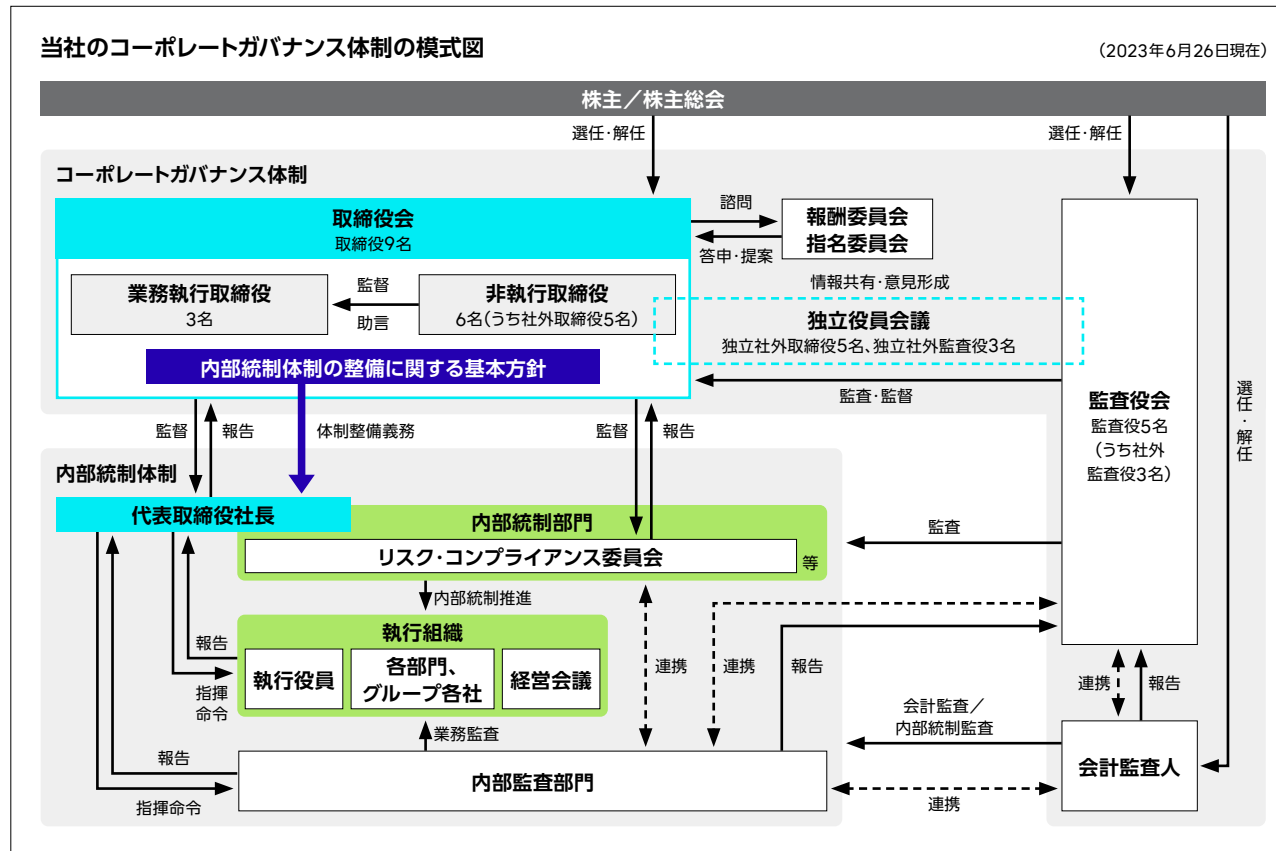 当社のコーポレートガバナンス体制の模式図
（2023年6月26日現在）
株主／株主総会
選任・解任
選任・解任
コーポレートガバナンス体制
取締役会
取締役9名
諮問
答申・提案
報酬委員会
指名委員会
業務執行取締役
3名
監督
助言
非執行取締役
6名（うち社外取締役5名）
情報共有・意見形成
独立役員会議
独立社外取締役5名、独立社外監査役3名
内部統制体制の整備に関する基本方針
監査・監督
監査役会
監査役5名
（うち社外
監査役3名）
選任・解任
監督
報告
体制整備義務
監督
報告
内部統制体制
代表取締役社長
内部統制部門
リスク・コンプライアンス委員会
等
監査
内部統制推進
執行組織
執行役員
各部門、
グループ各社
経営会議
報告
指揮
命令
連携
連携
報告
連携
報告
業務監査
会計監査／
内部統制監査
報告
指揮命令
内部監査部門
連携
会計監査人